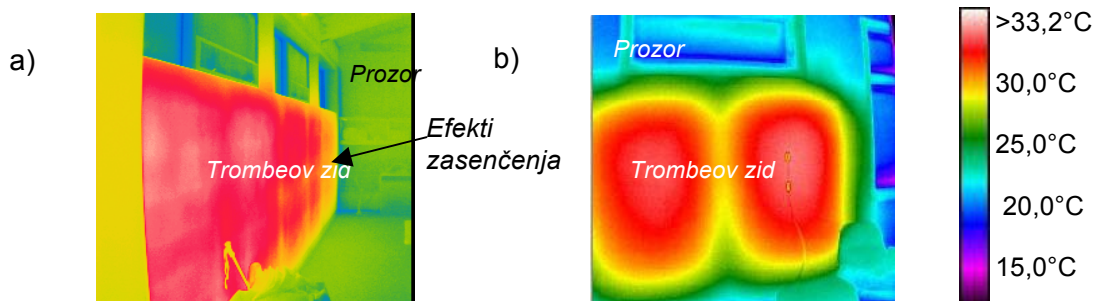 a)
Prozor
Efekti
zasenčenja
Trombeov zid
b)
Prozor
Trombeov zid
>33,2°C
30,0°C
25,0°C
20,0°C
15,0°C